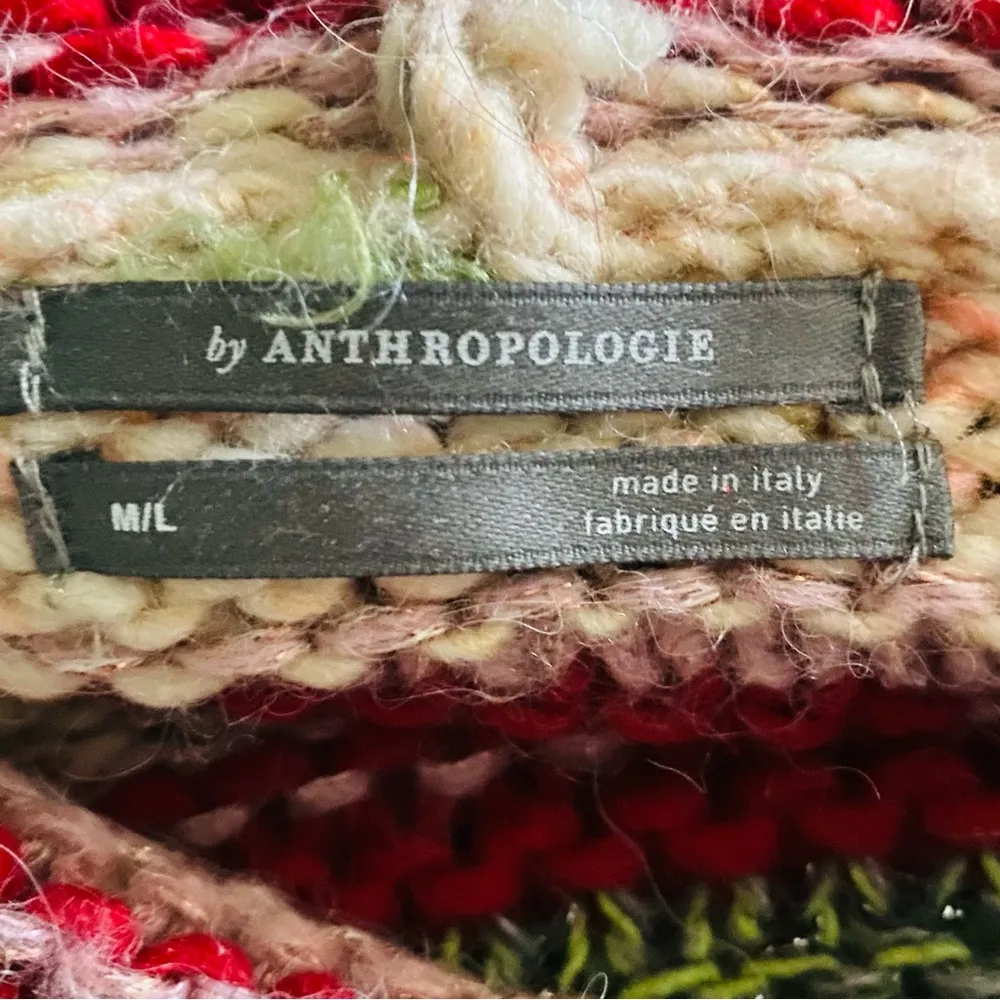 by ANTHROPOLOGIE
M/L
made in italy
fabriqué en italie